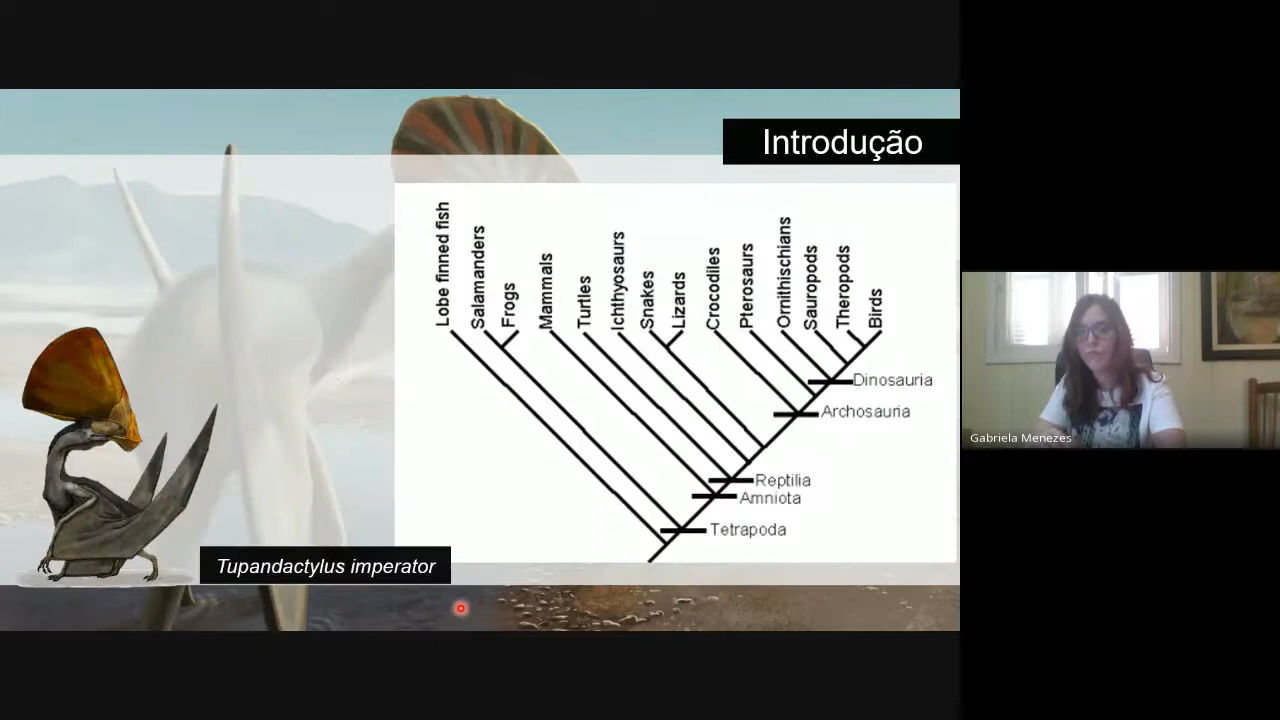 Introdução
Lobe finned fish
Salamanders
Frogs
Mammals
Turtles
Ichthyosaurs
Snakes
Lizards
Crocodiles
Pterosaurs
Ornithischians
Sauropods
Theropods
Birds
Dinosauria
Archosauria
Reptilia
Amniota
Tetrapoda
Tupandactylus imperator
Gabriela Menezes